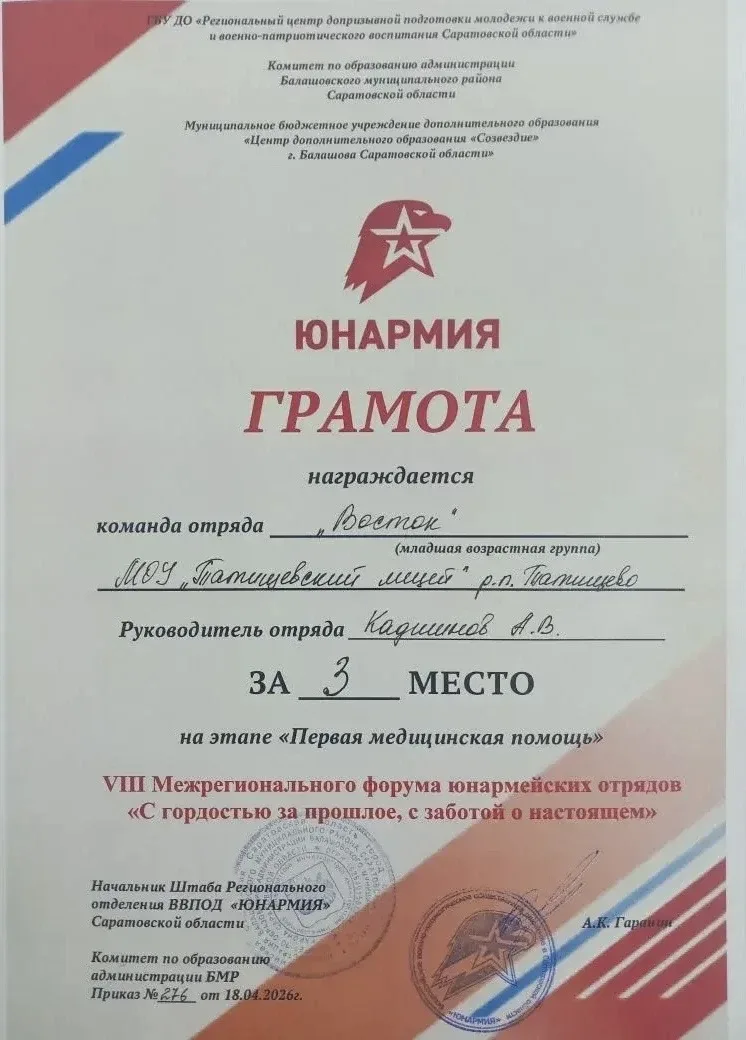 ГБУ ДО «Региональный центр допризывной подготовки молодежи к военной службе
и военно-патриотического воспитания Саратовской области»
Комитет по образованию администрации
Балашовского муниципального района
Саратовской области
Муниципальное бюджетное учреждение дополнительного образования
«Центр дополнительного образования «Созвездие»
г. Балашова Саратовской области»
ЮНАРМИЯ
ГРАМОТА
награждается
команда отряда „Восток"
(младшая возрастная группа)
МОУ „Татищевский лицей" р.п. Татищево
Руководитель отряда Кадшинов А.В.
ЗА 3 МЕСТО
на этапе «Первая медицинская помощь»
VIII Межрегионального форума юнармейских отрядов
«С гордостью за прошлое, с заботой о настоящем»
Начальник Штаба Регионального
отделения ВВПОД «ЮНАРМИЯ»
Саратовской области
А.К. Гаранин
Комитет по образованию
администрации БМР
Приказ № 276 от 18.04.2026г.
«ЮНАРМИЯ»